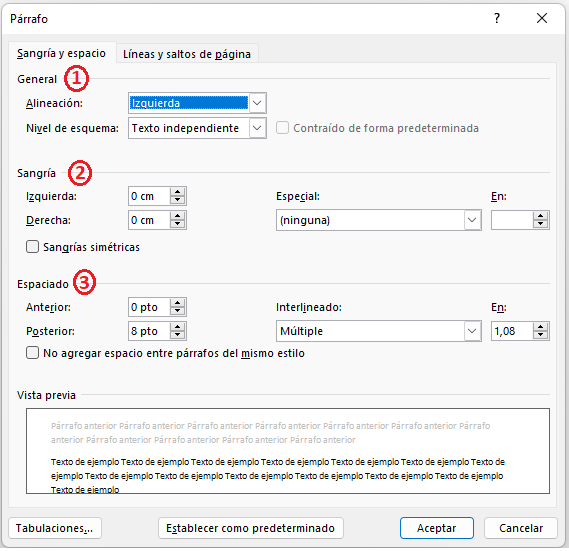 Párrafo ?
Sangría y espacio Líneas y saltos de página
General 1
Alineación: Izquierda
Nivel de esquema: Texto independiente Contraído de forma predeterminada
Sangría 2
Izquierda: 0 cm Especial: En:
Derecha: 0 cm (ninguna)
Sangrías simétricas
Espaciado 3
Anterior: 0 pto Interlineado: En:
Posterior: 8 pto Múltiple 1,08
No agregar espacio entre párrafos del mismo estilo
Vista previa
Párrafo anterior Párrafo anterior Párrafo anterior Párrafo anterior Párrafo anterior Párrafo anterior Párrafo
anterior Párrafo anterior Párrafo anterior Párrafo anterior Párrafo anterior
Texto de ejemplo Texto de ejemplo Texto de ejemplo Texto de ejemplo Texto de ejemplo Texto de ejemplo Texto de
ejemplo Texto de ejemplo Texto de ejemplo Texto de ejemplo Texto de ejemplo Texto de ejemplo Texto de ejemplo
Texto de ejemplo
Tabulaciones... Establecer como predeterminado Aceptar Cancelar